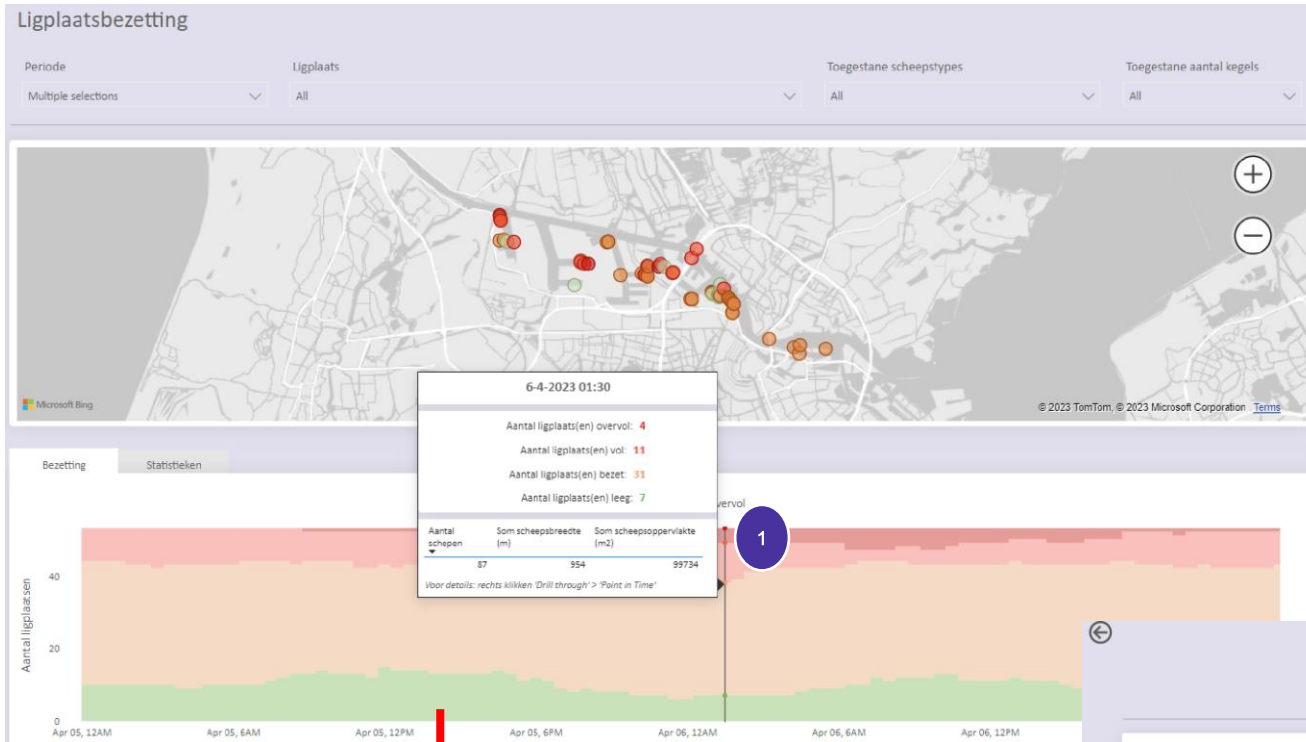 Ligplaatsbezetting
Periode Ligplaats Toegestane scheepstypes Toegestane aantal kegels
Multiple selections All All All
Microsoft Bing
© 2023 TomTom, © 2023 Microsoft Corporation Terms
6-4-2023 01:30
Aantal ligplaats(en) overvol: 4
Aantal ligplaats(en) vol: 11
Aantal ligplaats(en) bezet: 31
Aantal ligplaats(en) leeg: 7
Aantal schepen Som scheepsbreedte (m) Som scheepsoppervlakte (m2)
87 954 99734
Voor details: rechts klikken 'Drill through' > 'Point in Time'
Bezetting Statistieken
vervol
1
Aantal ligplaatsen
40
20
0
Apr 05, 12AM Apr 05, 6AM Apr 05, 12PM Apr 05, 6PM Apr 06, 12AM Apr 06, 6AM Apr 06, 12PM